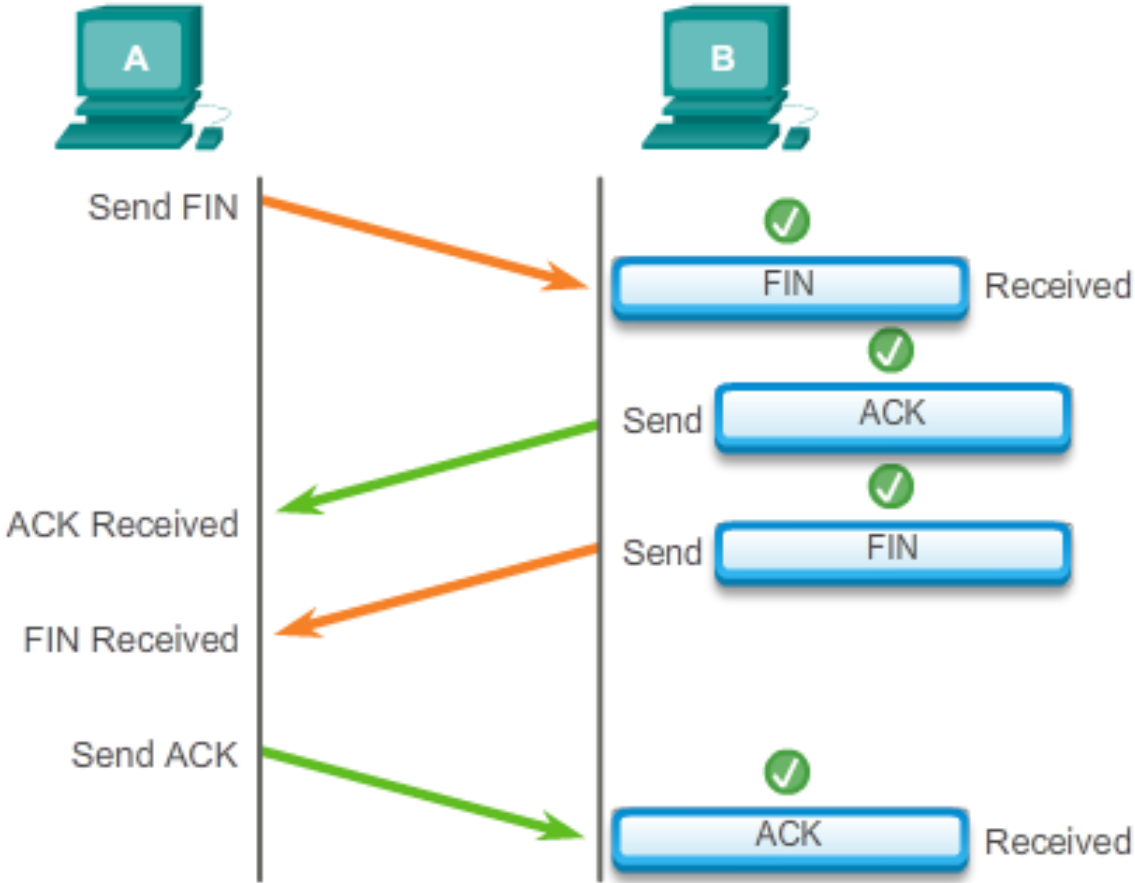 A
B
Send FIN
FIN Received
Send ACK
ACK Received
Send FIN
FIN Received
Send ACK
ACK Received